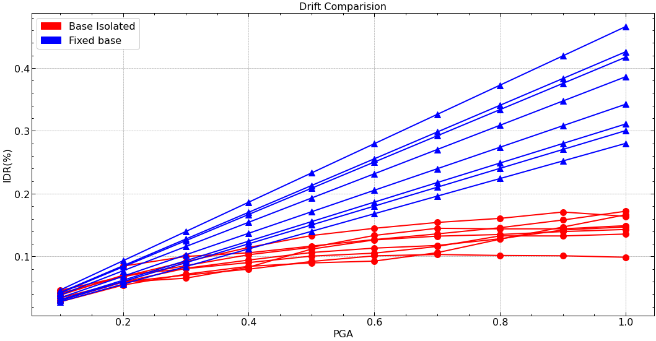 Drift Comparision
Base Isolated
Fixed base
IDR(%)
0.4
0.3
0.2
0.1
0.2
0.4
0.6
0.8
1.0
PGA